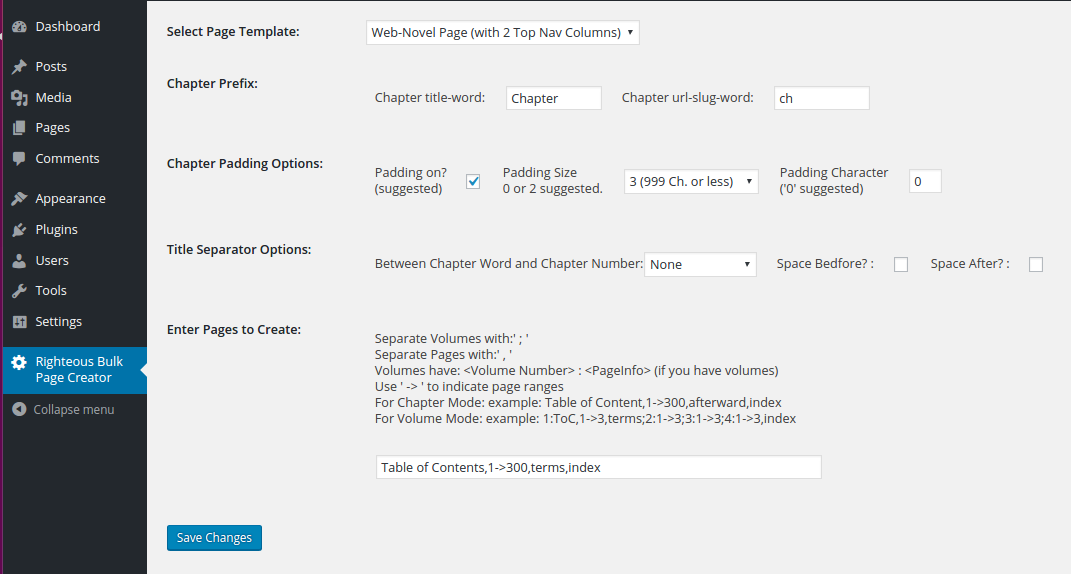 Dashboard
Posts
Media
Pages
Comments
Appearance
Plugins
Users
Tools
Settings
Righteous Bulk
Page Creator
Collapse menu
Select Page Template: Web-Novel Page (with 2 Top Nav Columns)
Chapter Prefix:
Chapter title-word: Chapter Chapter url-slug-word: ch
Chapter Padding Options:
Padding on? Padding Size Padding Character
(suggested) 0 or 2 suggested. 3 (999 Ch. or less) ('0' suggested) 0
Title Separator Options:
Between Chapter Word and Chapter Number: None Space Bedfore? : Space After? :
Enter Pages to Create:
Separate Volumes with:' ; '
Separate Pages with:' , '
Volumes have: <Volume Number> : <PageInfo> (if you have volumes)
Use ' -> ' to indicate page ranges
For Chapter Mode: example: Table of Content,1->300,afterward,index
For Volume Mode: example: 1:ToC,1->3,terms;2:1->3;3:1->3;4:1->3,index
Table of Contents,1->300,terms,index
Save Changes